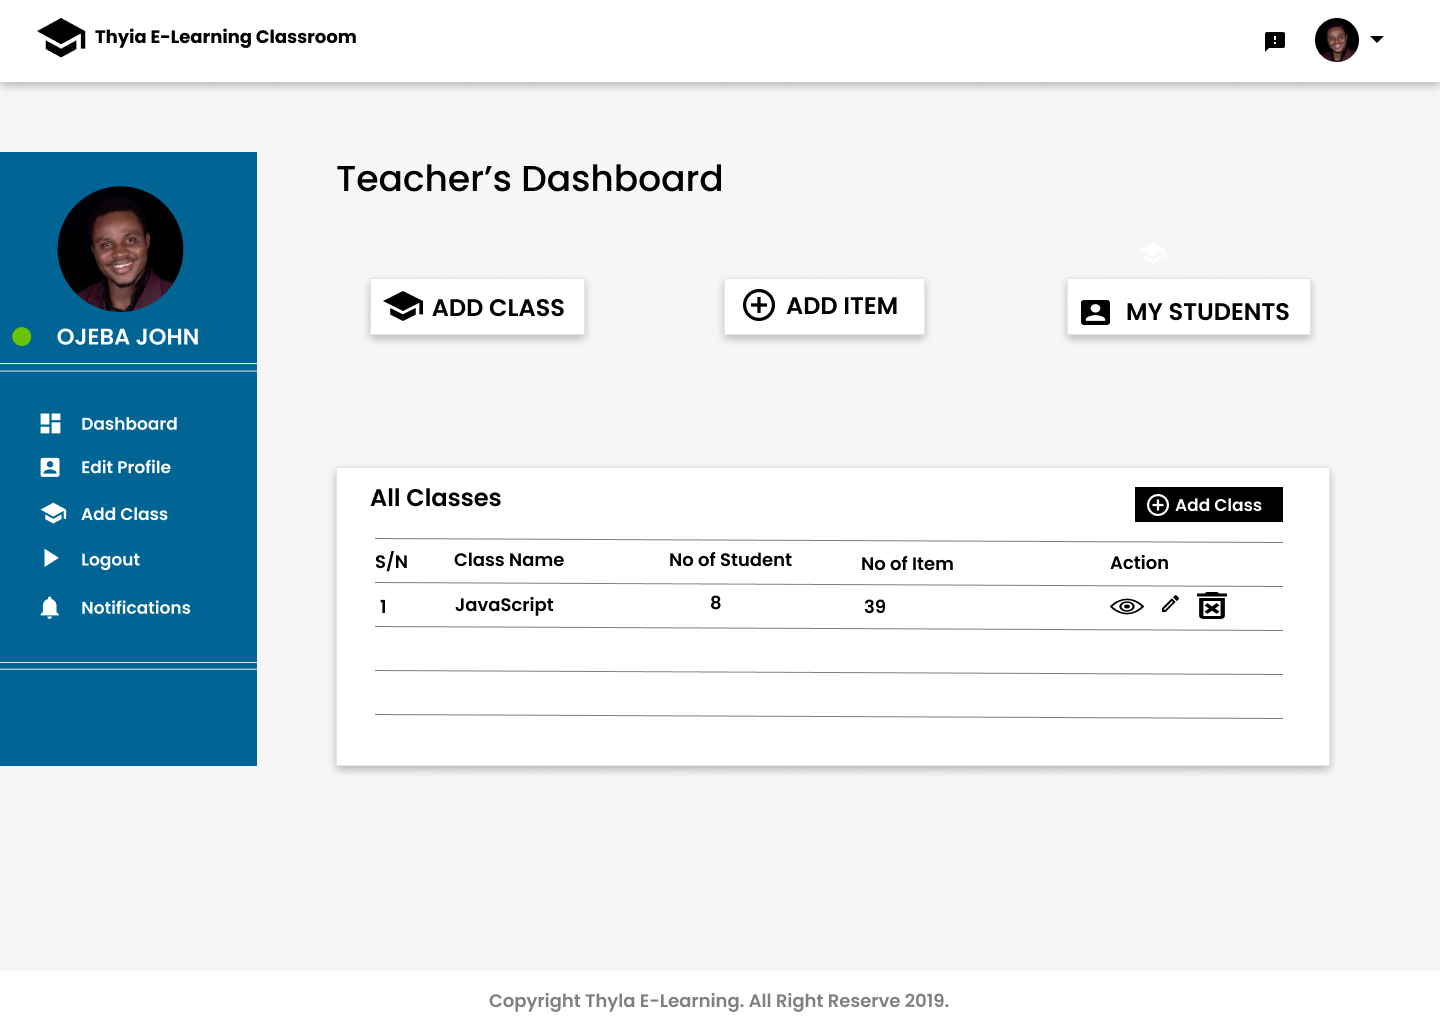 Thyia E-Learning Classroom
Teacher's Dashboard
OJEBA JOHN
Dashboard
Edit Profile
Add Class
Logout
Notifications
ADD CLASS
ADD ITEM
MY STUDENTS
All Classes
Add Class
S/N Class Name No of Student No of Item Action
1 JavaScript 8 39
Copyright Thyla E-Learning. All Right Reserve 2019.